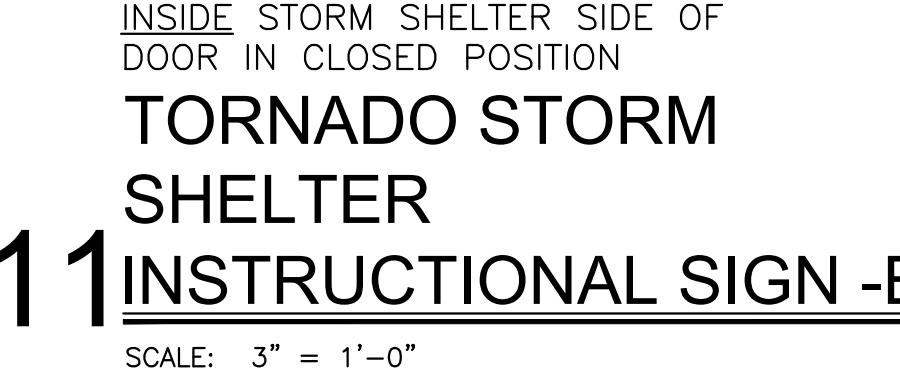 INSIDE STORM SHELTER SIDE OF
DOOR IN CLOSED POSITION
TORNADO STORM
SHELTER
11 INSTRUCTIONAL SIGN -E
SCALE: 3" = 1'-0"